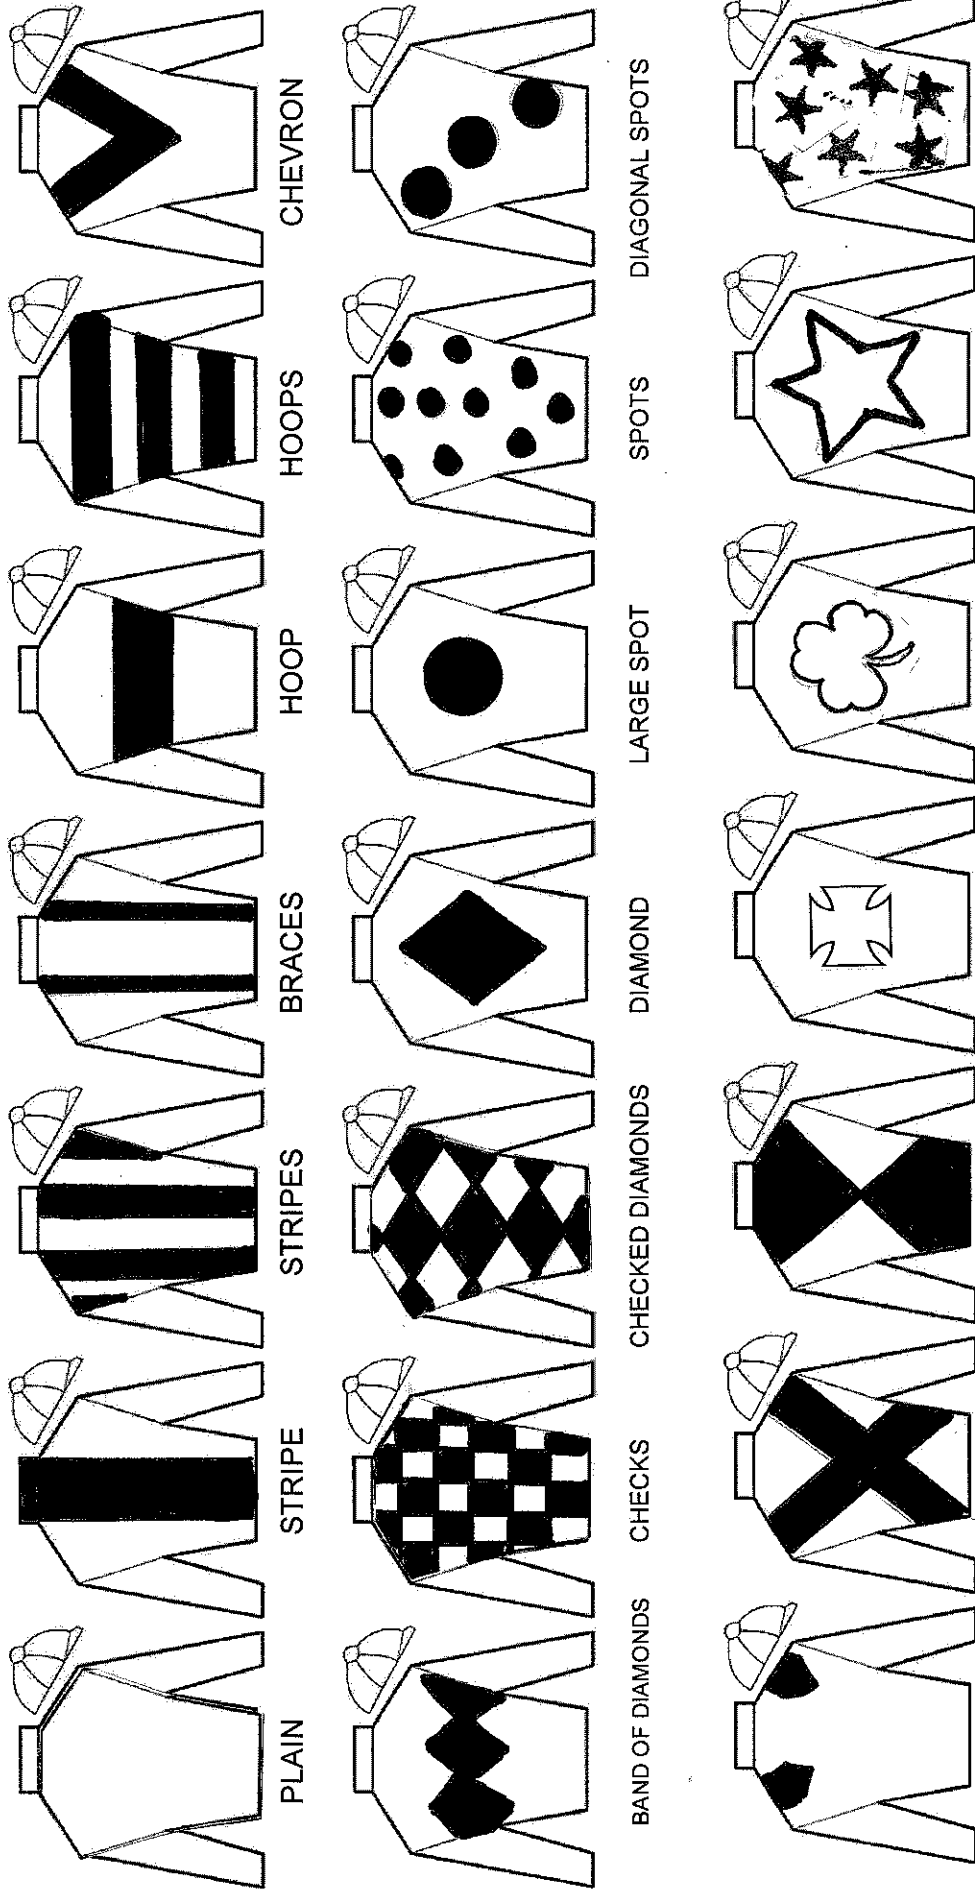 PLAIN STRIPE STRIPES BRACES HOOP HOOPS CHEVRON
BAND OF DIAMONDS CHECKS CHECKED DIAMONDS DIAMOND LARGE SPOT SPOTS DIAGONAL SPOTS